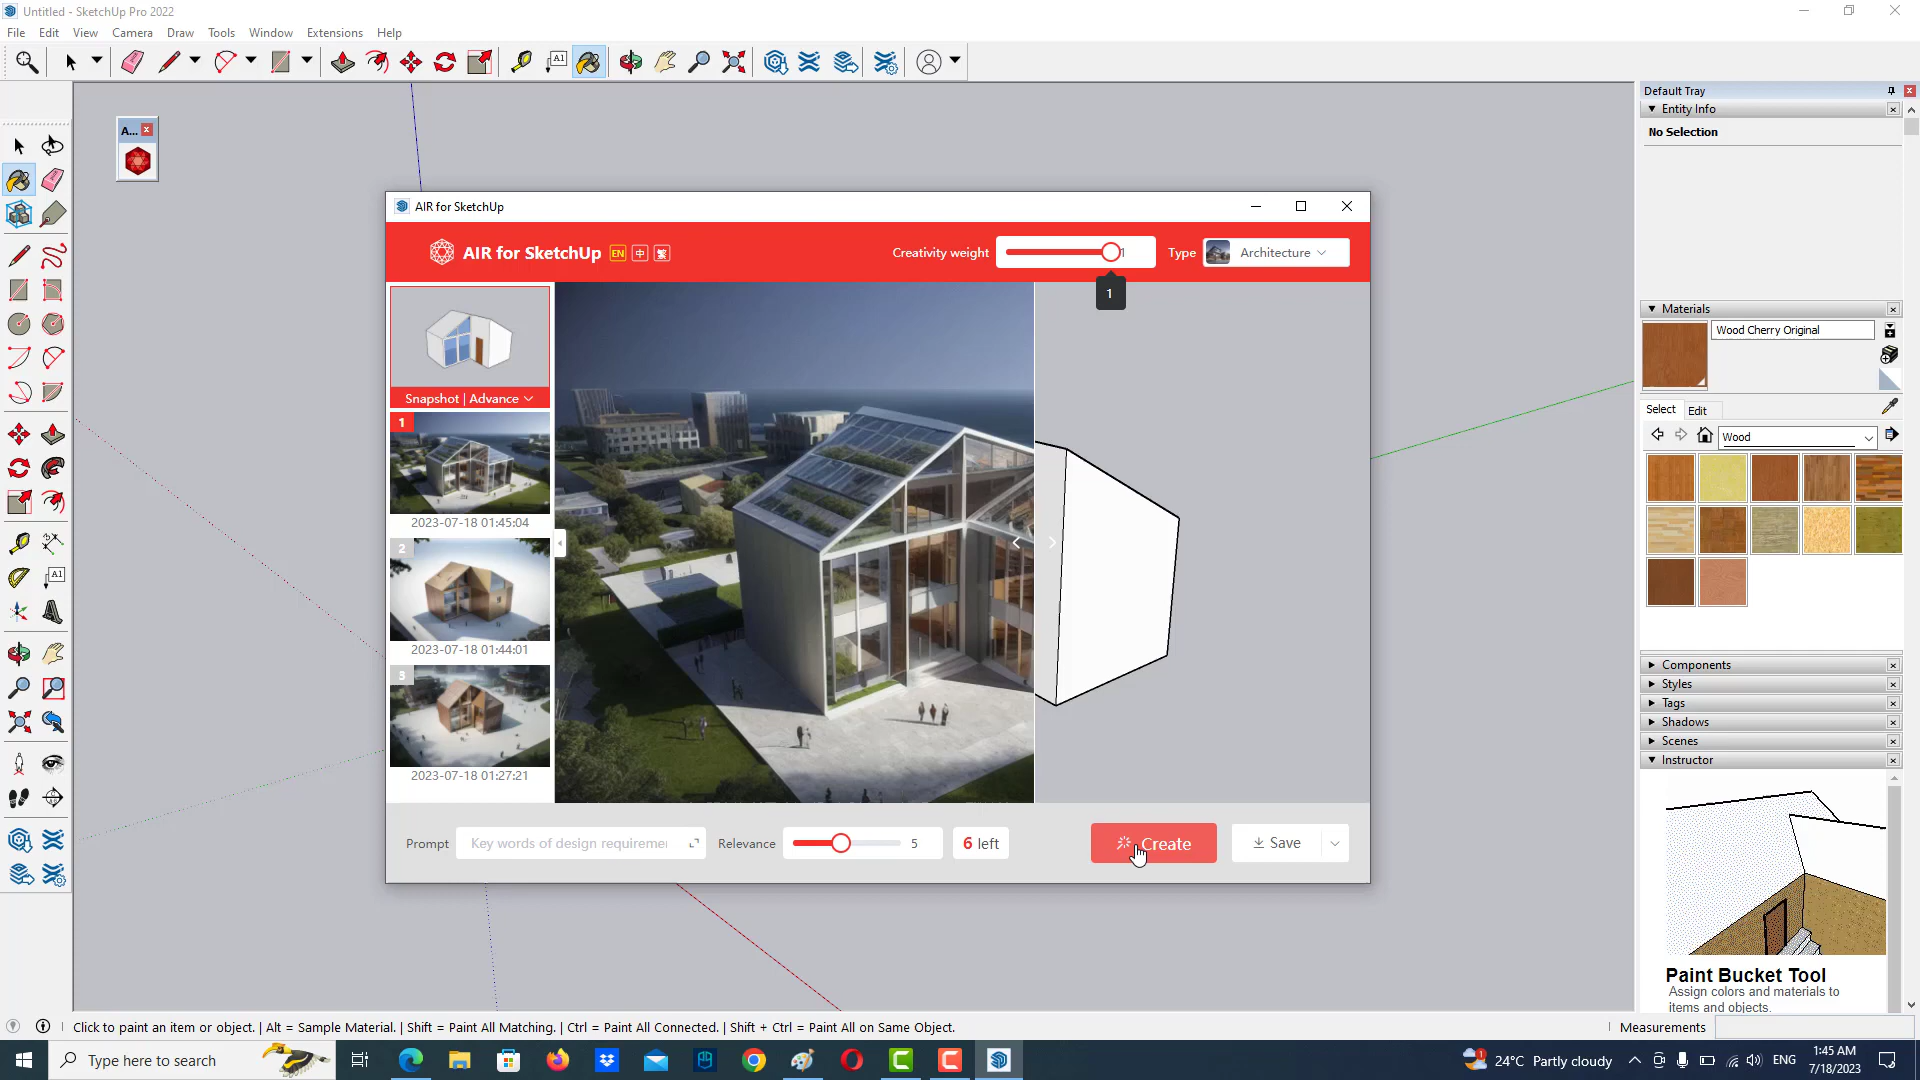 Untitled - SketchUp Pro 2022
File Edit View Camera Draw Tools Window Extensions Help
A...
AIR for SketchUp
AIR for SketchUp EN 中 繁
Creativity weight 1 Type Architecture
1
Snapshot | Advance
1
2023-07-18 01:45:04
2
2023-07-18 01:44:01
3
2023-07-18 01:27:21
Prompt Key words of design requiremen Relevance 5 6 left Create Save
Default Tray
Entity Info
No Selection
Materials
Wood Cherry Original
Select Edit
Wood
Components
Styles
Tags
Shadows
Scenes
Instructor
Paint Bucket Tool
Assign colors and materials to
items and objects.
Click to paint an item or object. | Alt = Sample Material. | Shift = Paint All Matching. | Ctrl = Paint All Connected. | Shift + Ctrl = Paint All on Same Object.
Measurements
Type here to search
24°C Partly cloudy
ENG
1:45 AM
7/18/2023